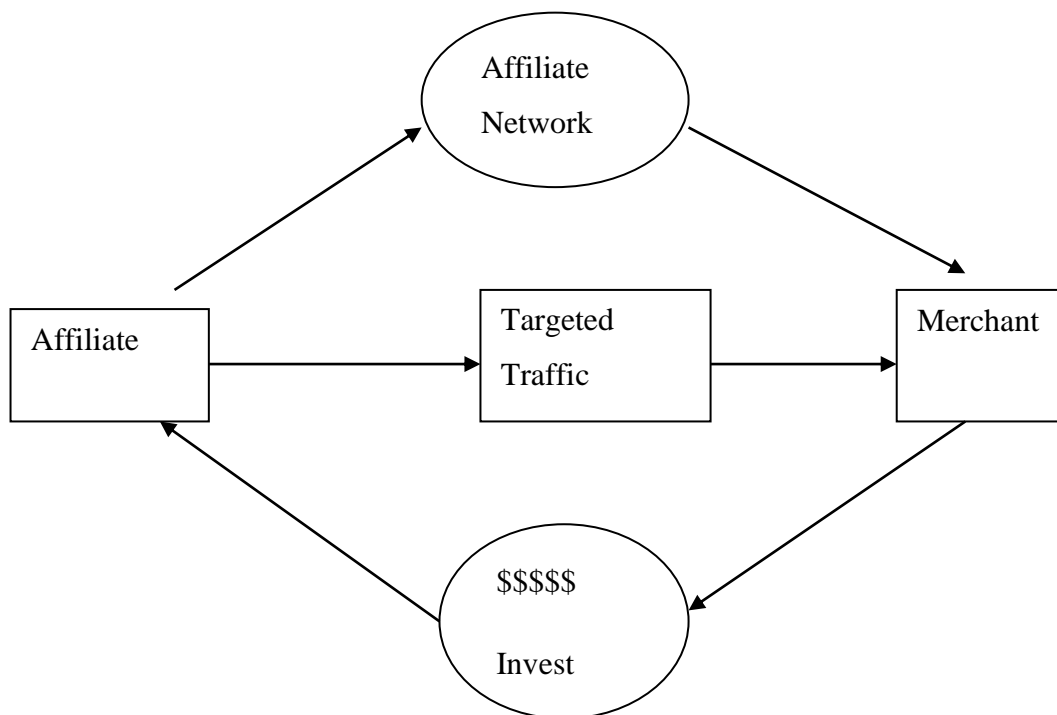 Affiliate
Network
Affiliate
Targeted
Traffic
Merchant
$$$$$
Invest